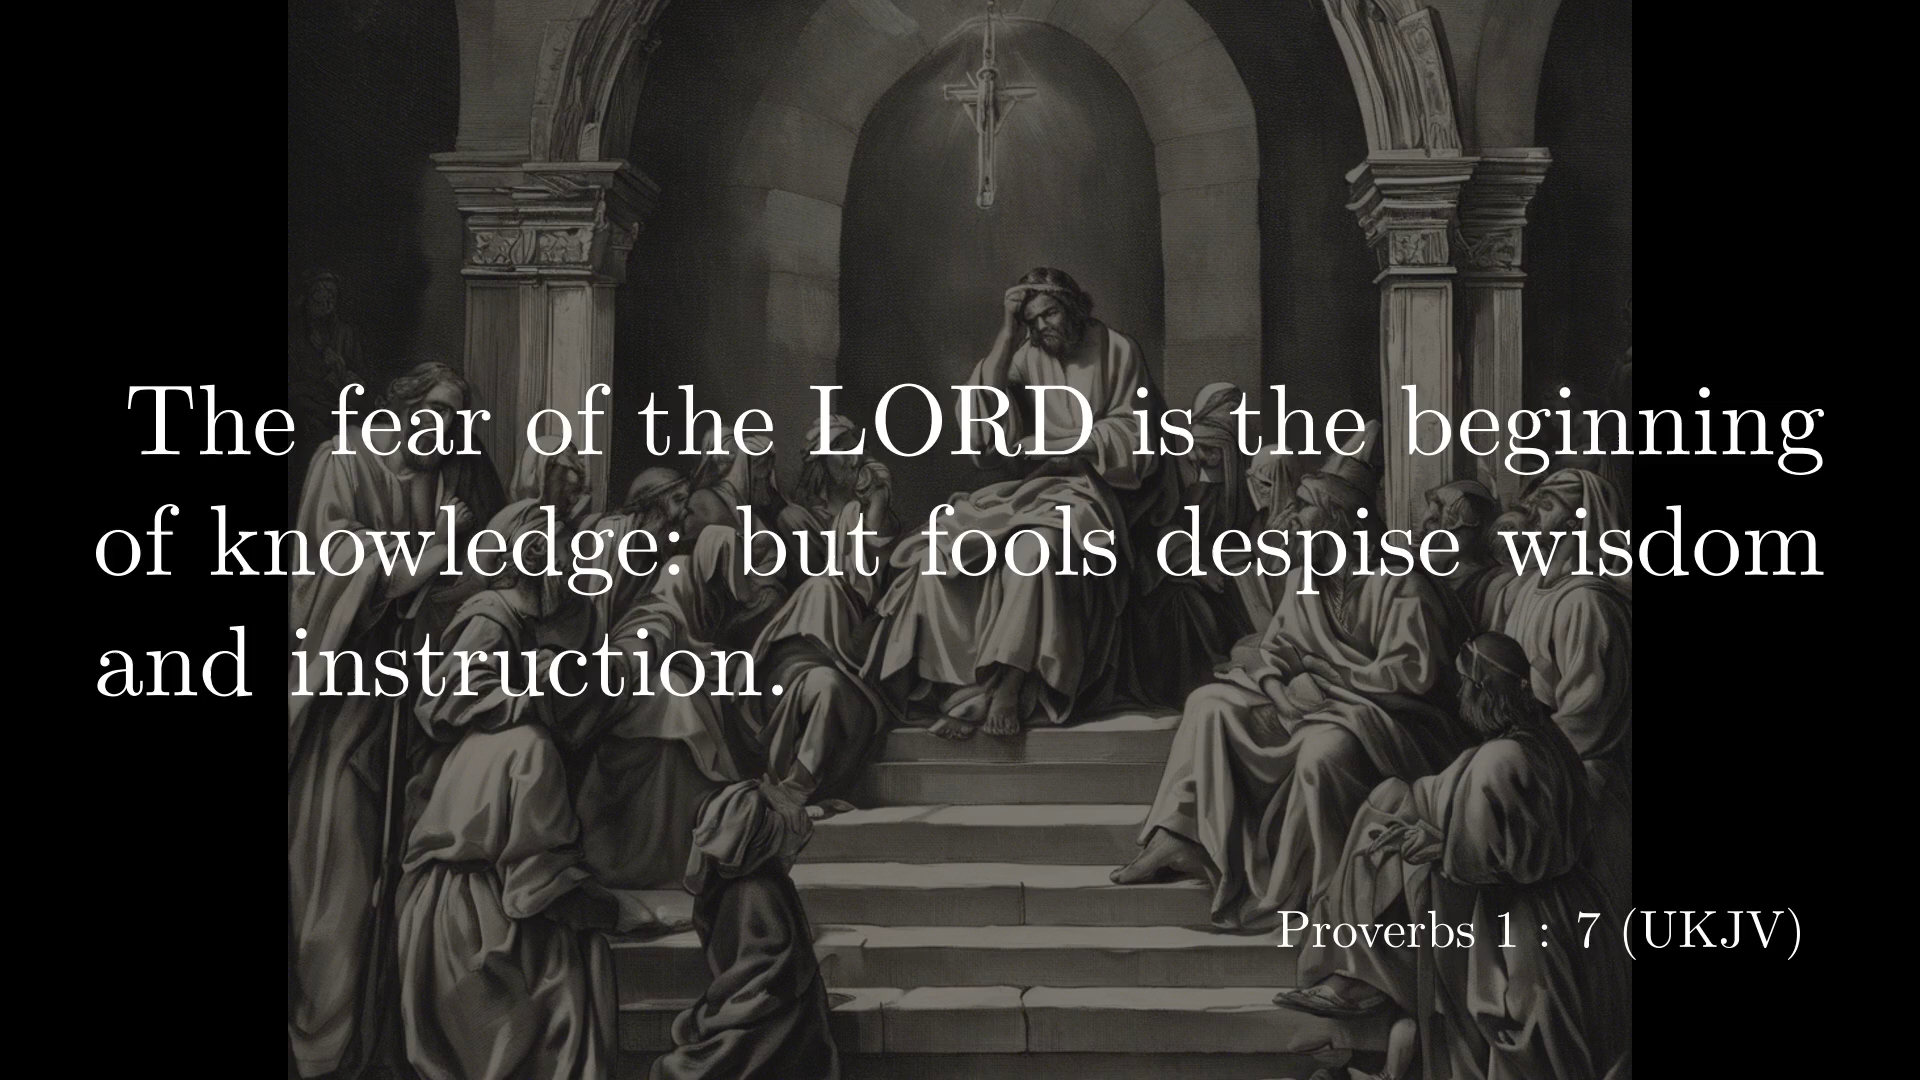 The fear of the LORD is the beginning
of knowledge: but fools despise wisdom
and instruction.
Proverbs 1 : 7 (UKJV)